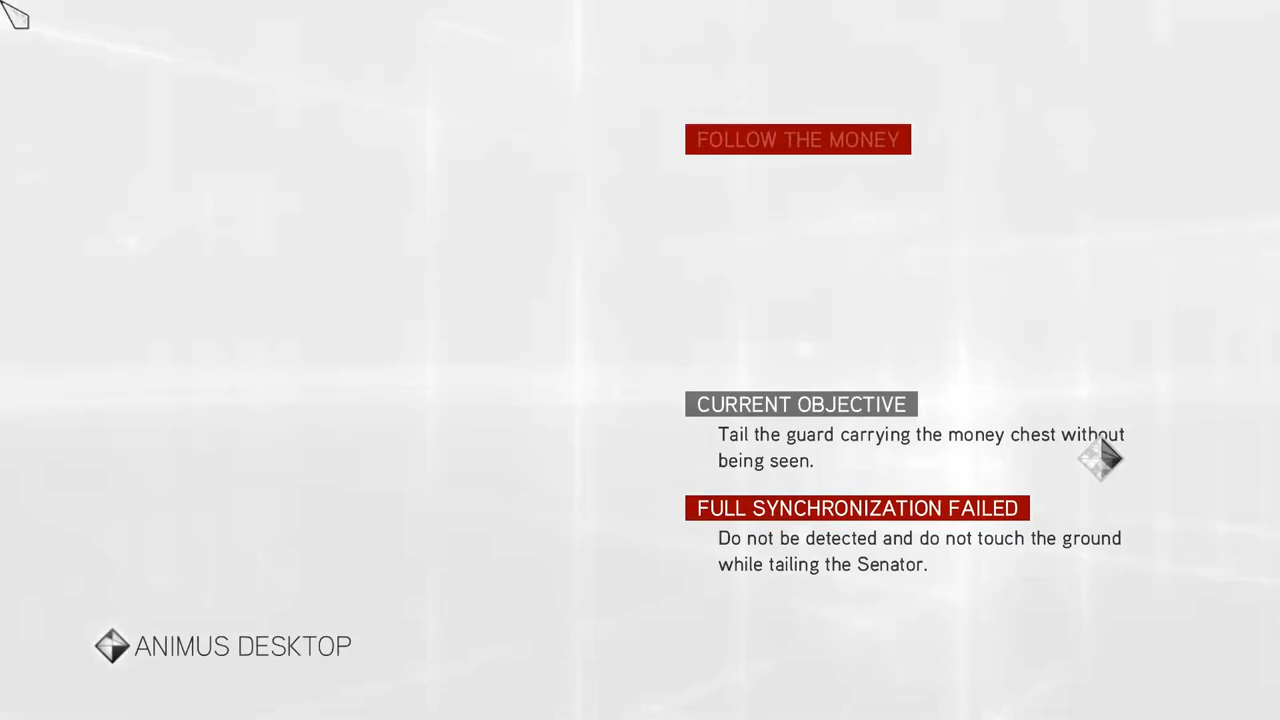 FOLLOW THE MONEY
CURRENT OBJECTIVE
Tail the guard carrying the money chest without
being seen.
FULL SYNCHRONIZATION FAILED
Do not be detected and do not touch the ground
while tailing the Senator.
ANIMUS DESKTOP